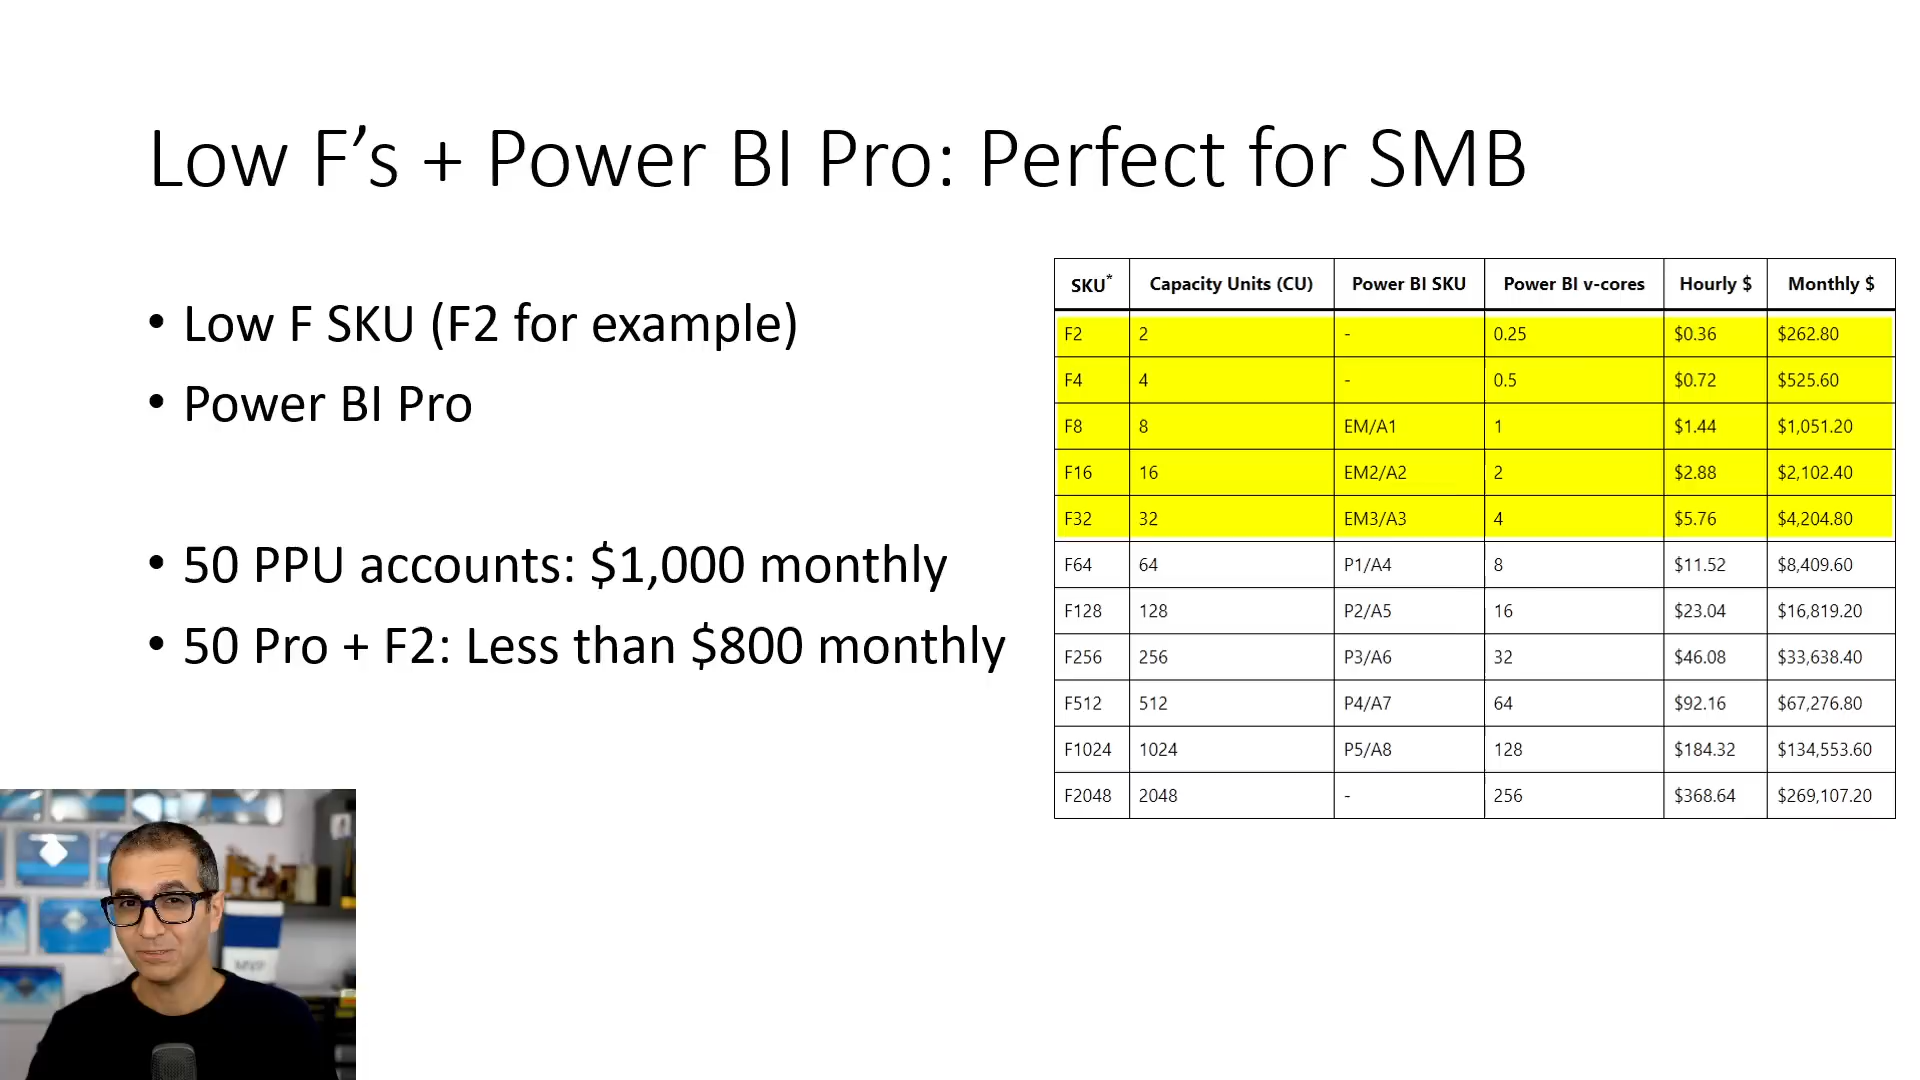 Low F’s + Power BI Pro: Perfect for SMB
• Low F SKU (F2 for example)
• Power BI Pro
• 50 PPU accounts: $1,000 monthly
• 50 Pro + F2: Less than $800 monthly
SKU* Capacity Units (CU) Power BI SKU Power BI v-cores Hourly $ Monthly $
F2 2 - 0.25 $0.36 $262.80
F4 4 - 0.5 $0.72 $525.60
F8 8 EM/A1 1 $1.44 $1,051.20
F16 16 EM2/A2 2 $2.88 $2,102.40
F32 32 EM3/A3 4 $5.76 $4,204.80
F64 64 P1/A4 8 $11.52 $8,409.60
F128 128 P2/A5 16 $23.04 $16,819.20
F256 256 P3/A6 32 $46.08 $33,638.40
F512 512 P4/A7 64 $92.16 $67,276.80
F1024 1024 P5/A8 128 $184.32 $134,553.60
F2048 2048 - 256 $368.64 $269,107.20
MVP